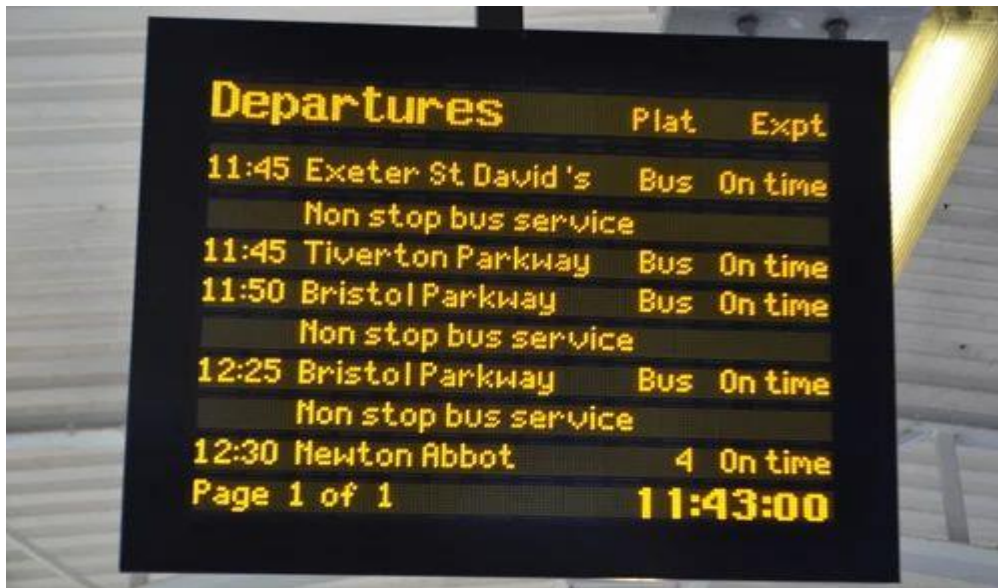 Departures Plat Expt
11:45 Exeter St David's Bus On time
Non stop bus service
11:45 Tiverton Parkway Bus On time
11:50 Bristol Parkway Bus On time
Non stop bus service
12:25 Bristol Parkway Bus On time
Non stop bus service
12:30 Newton Abbot 4 On time
Page 1 of 1 11:43:00